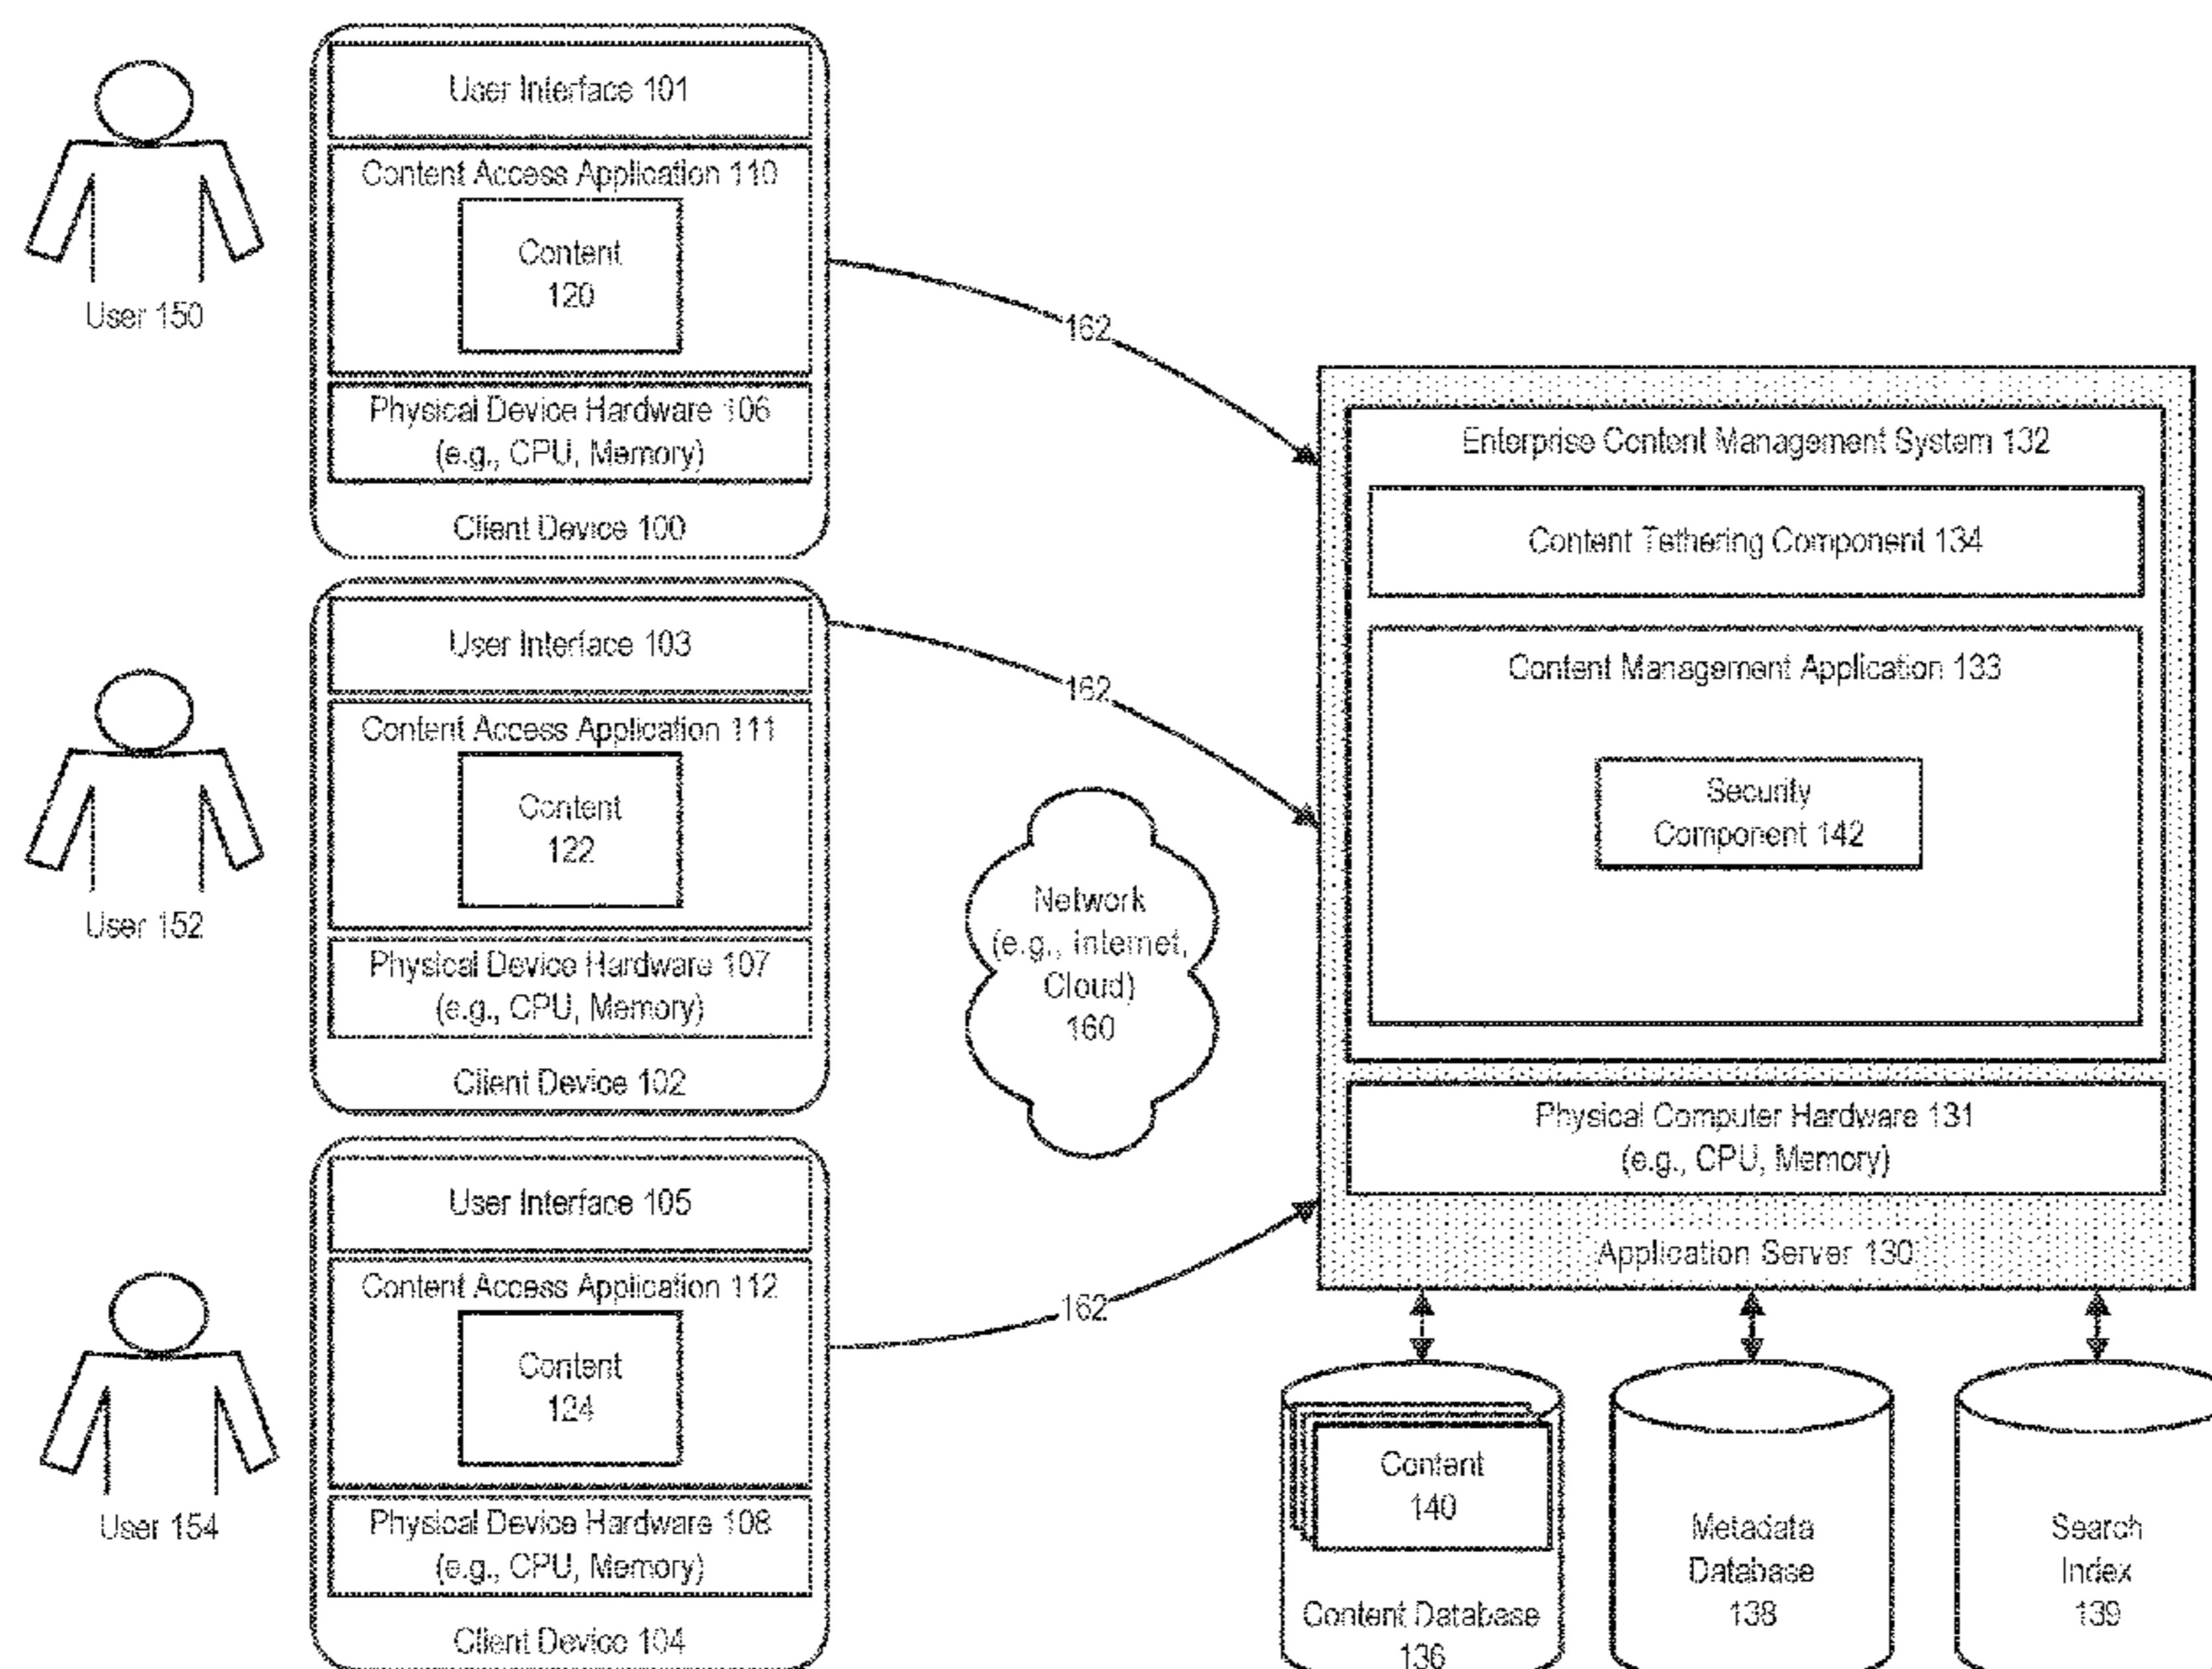 User Interface 101
Content Access Application 110
Content
120
Physical Device Hardware 106
(e.g., CPU, Memory)
Client Device 100
User 150
User Interface 103
Content Access Application 111
Content
122
Physical Device Hardware 107
(e.g., CPU, Memory)
Client Device 102
User 152
User Interface 105
Content Access Application 112
Content
124
Physical Device Hardware 108
(e.g., CPU, Memory)
Client Device 104
User 154
162
162
162
Network
(e.g., Internet,
Cloud)
160
Enterprise Content Management System 132
Content Tethering Component 134
Content Management Application 133
Security
Component 142
Physical Computer Hardware 131
(e.g., CPU, Memory)
Application Server 130
Content
140
Content Database
136
Metadata
Database
138
Search
Index
139